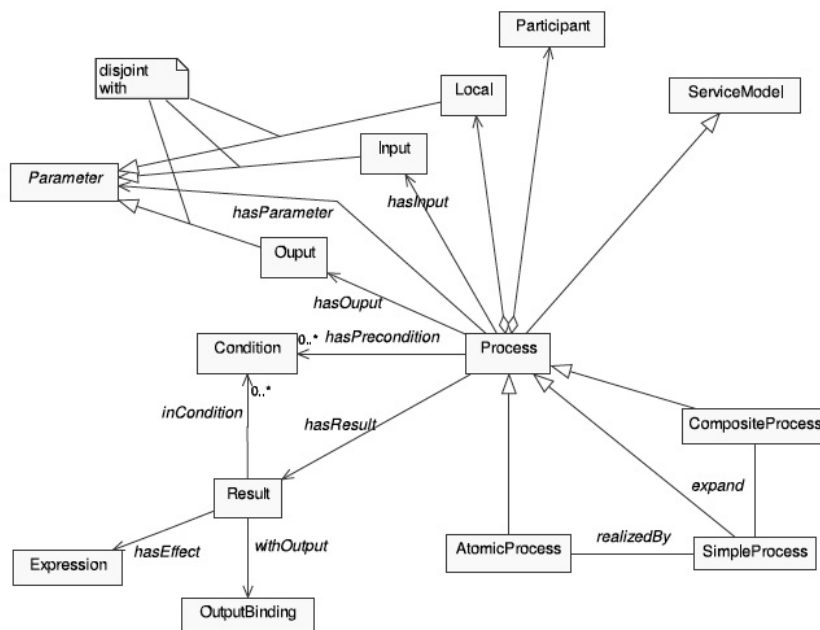 Participant
disjoint
with
Local
ServiceModel
Input
Parameter
hasInput
hasParameter
Ouput
hasOuput
Condition
0..*
hasPrecondition
Process
0..*
inCondition
hasResult
CompositeProcess
Result
expand
hasEffect
withOutput
AtomicProcess
realizedBy
SimpleProcess
Expression
OutputBinding